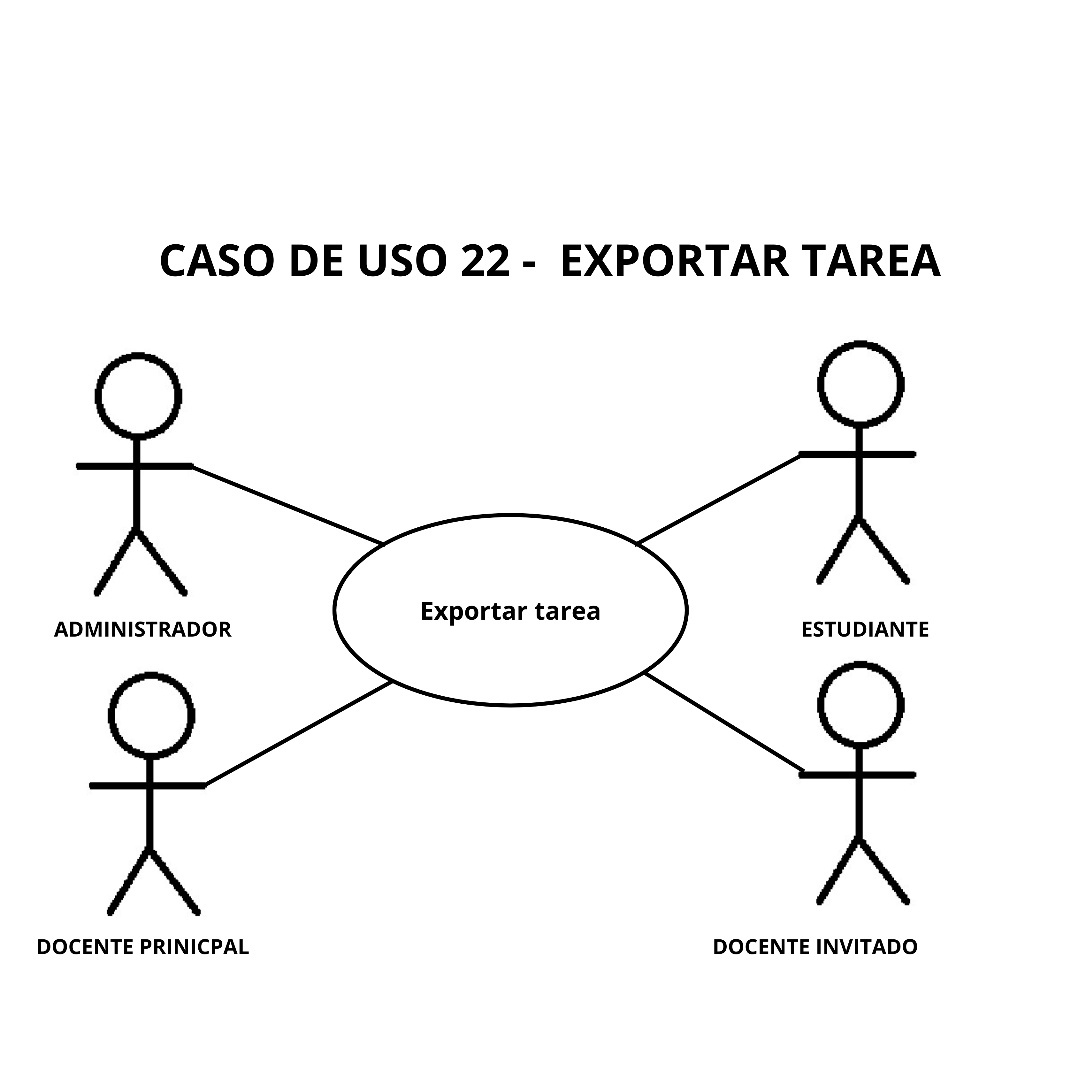 CASO DE USO 22 - EXPORTAR TAREA
Exportar tarea
ADMINISTRADOR
ESTUDIANTE
DOCENTE PRINICPAL
DOCENTE INVITADO